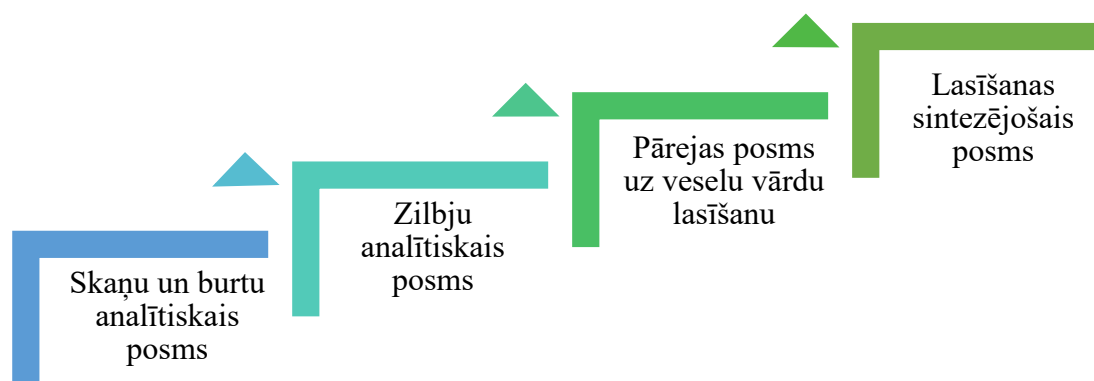 Skaņu un burtu
analītiskais
posms
Zilbju
analītiskais
posms
Pārejas posms
uz veselu vārdu
lasīšanu
Lasīšanas
sintezējošais
posms